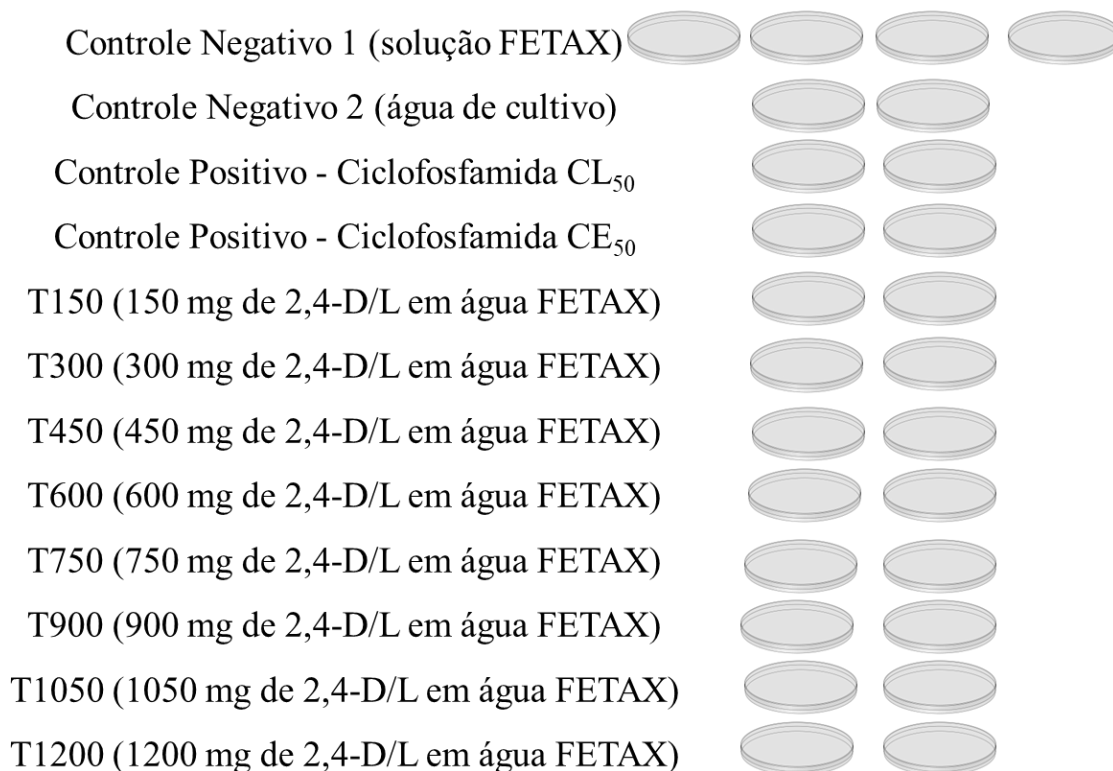 Controle Negativo 1 (solução FETAX)
Controle Negativo 2 (água de cultivo)
Controle Positivo - Ciclofosfamida CL₅₀
Controle Positivo - Ciclofosfamida CE₅₀
T150 (150 mg de 2,4-D/L em água FETAX)
T300 (300 mg de 2,4-D/L em água FETAX)
T450 (450 mg de 2,4-D/L em água FETAX)
T600 (600 mg de 2,4-D/L em água FETAX)
T750 (750 mg de 2,4-D/L em água FETAX)
T900 (900 mg de 2,4-D/L em água FETAX)
T1050 (1050 mg de 2,4-D/L em água FETAX)
T1200 (1200 mg de 2,4-D/L em água FETAX)